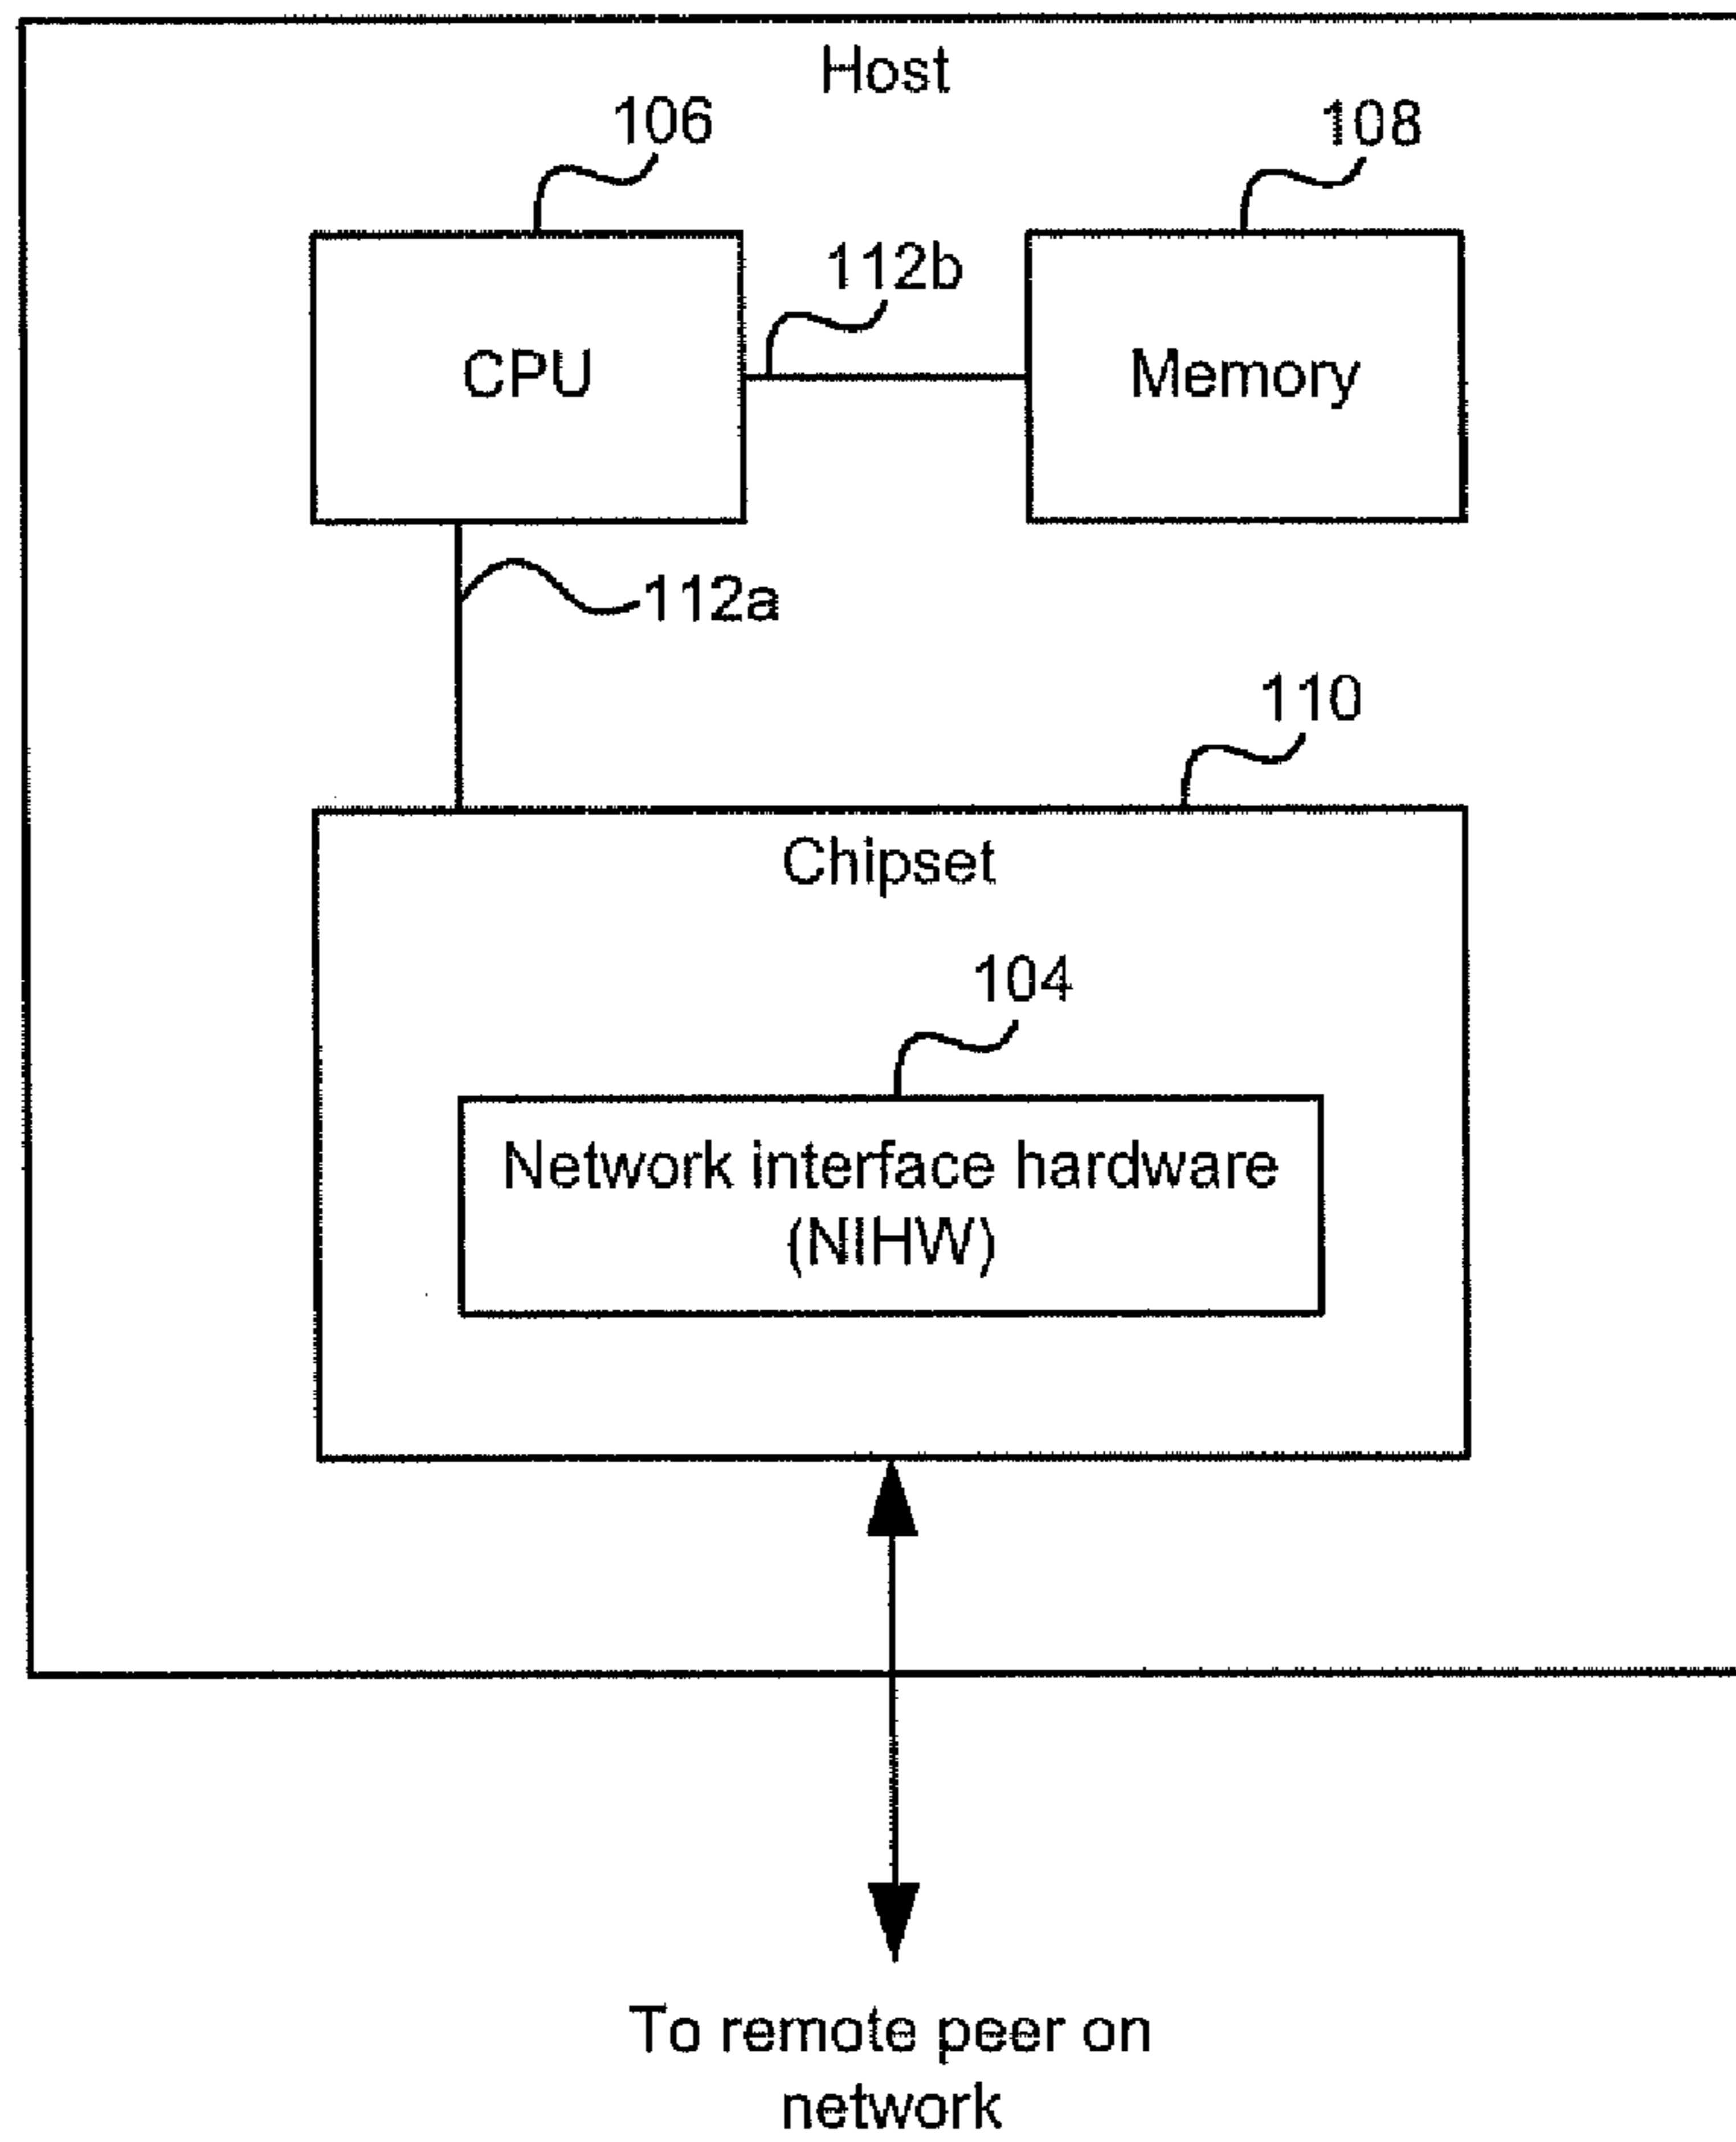 Host
106
108
112b
CPU
Memory
112a
110
Chipset
104
Network interface hardware
(NIHW)
To remote peer on
network